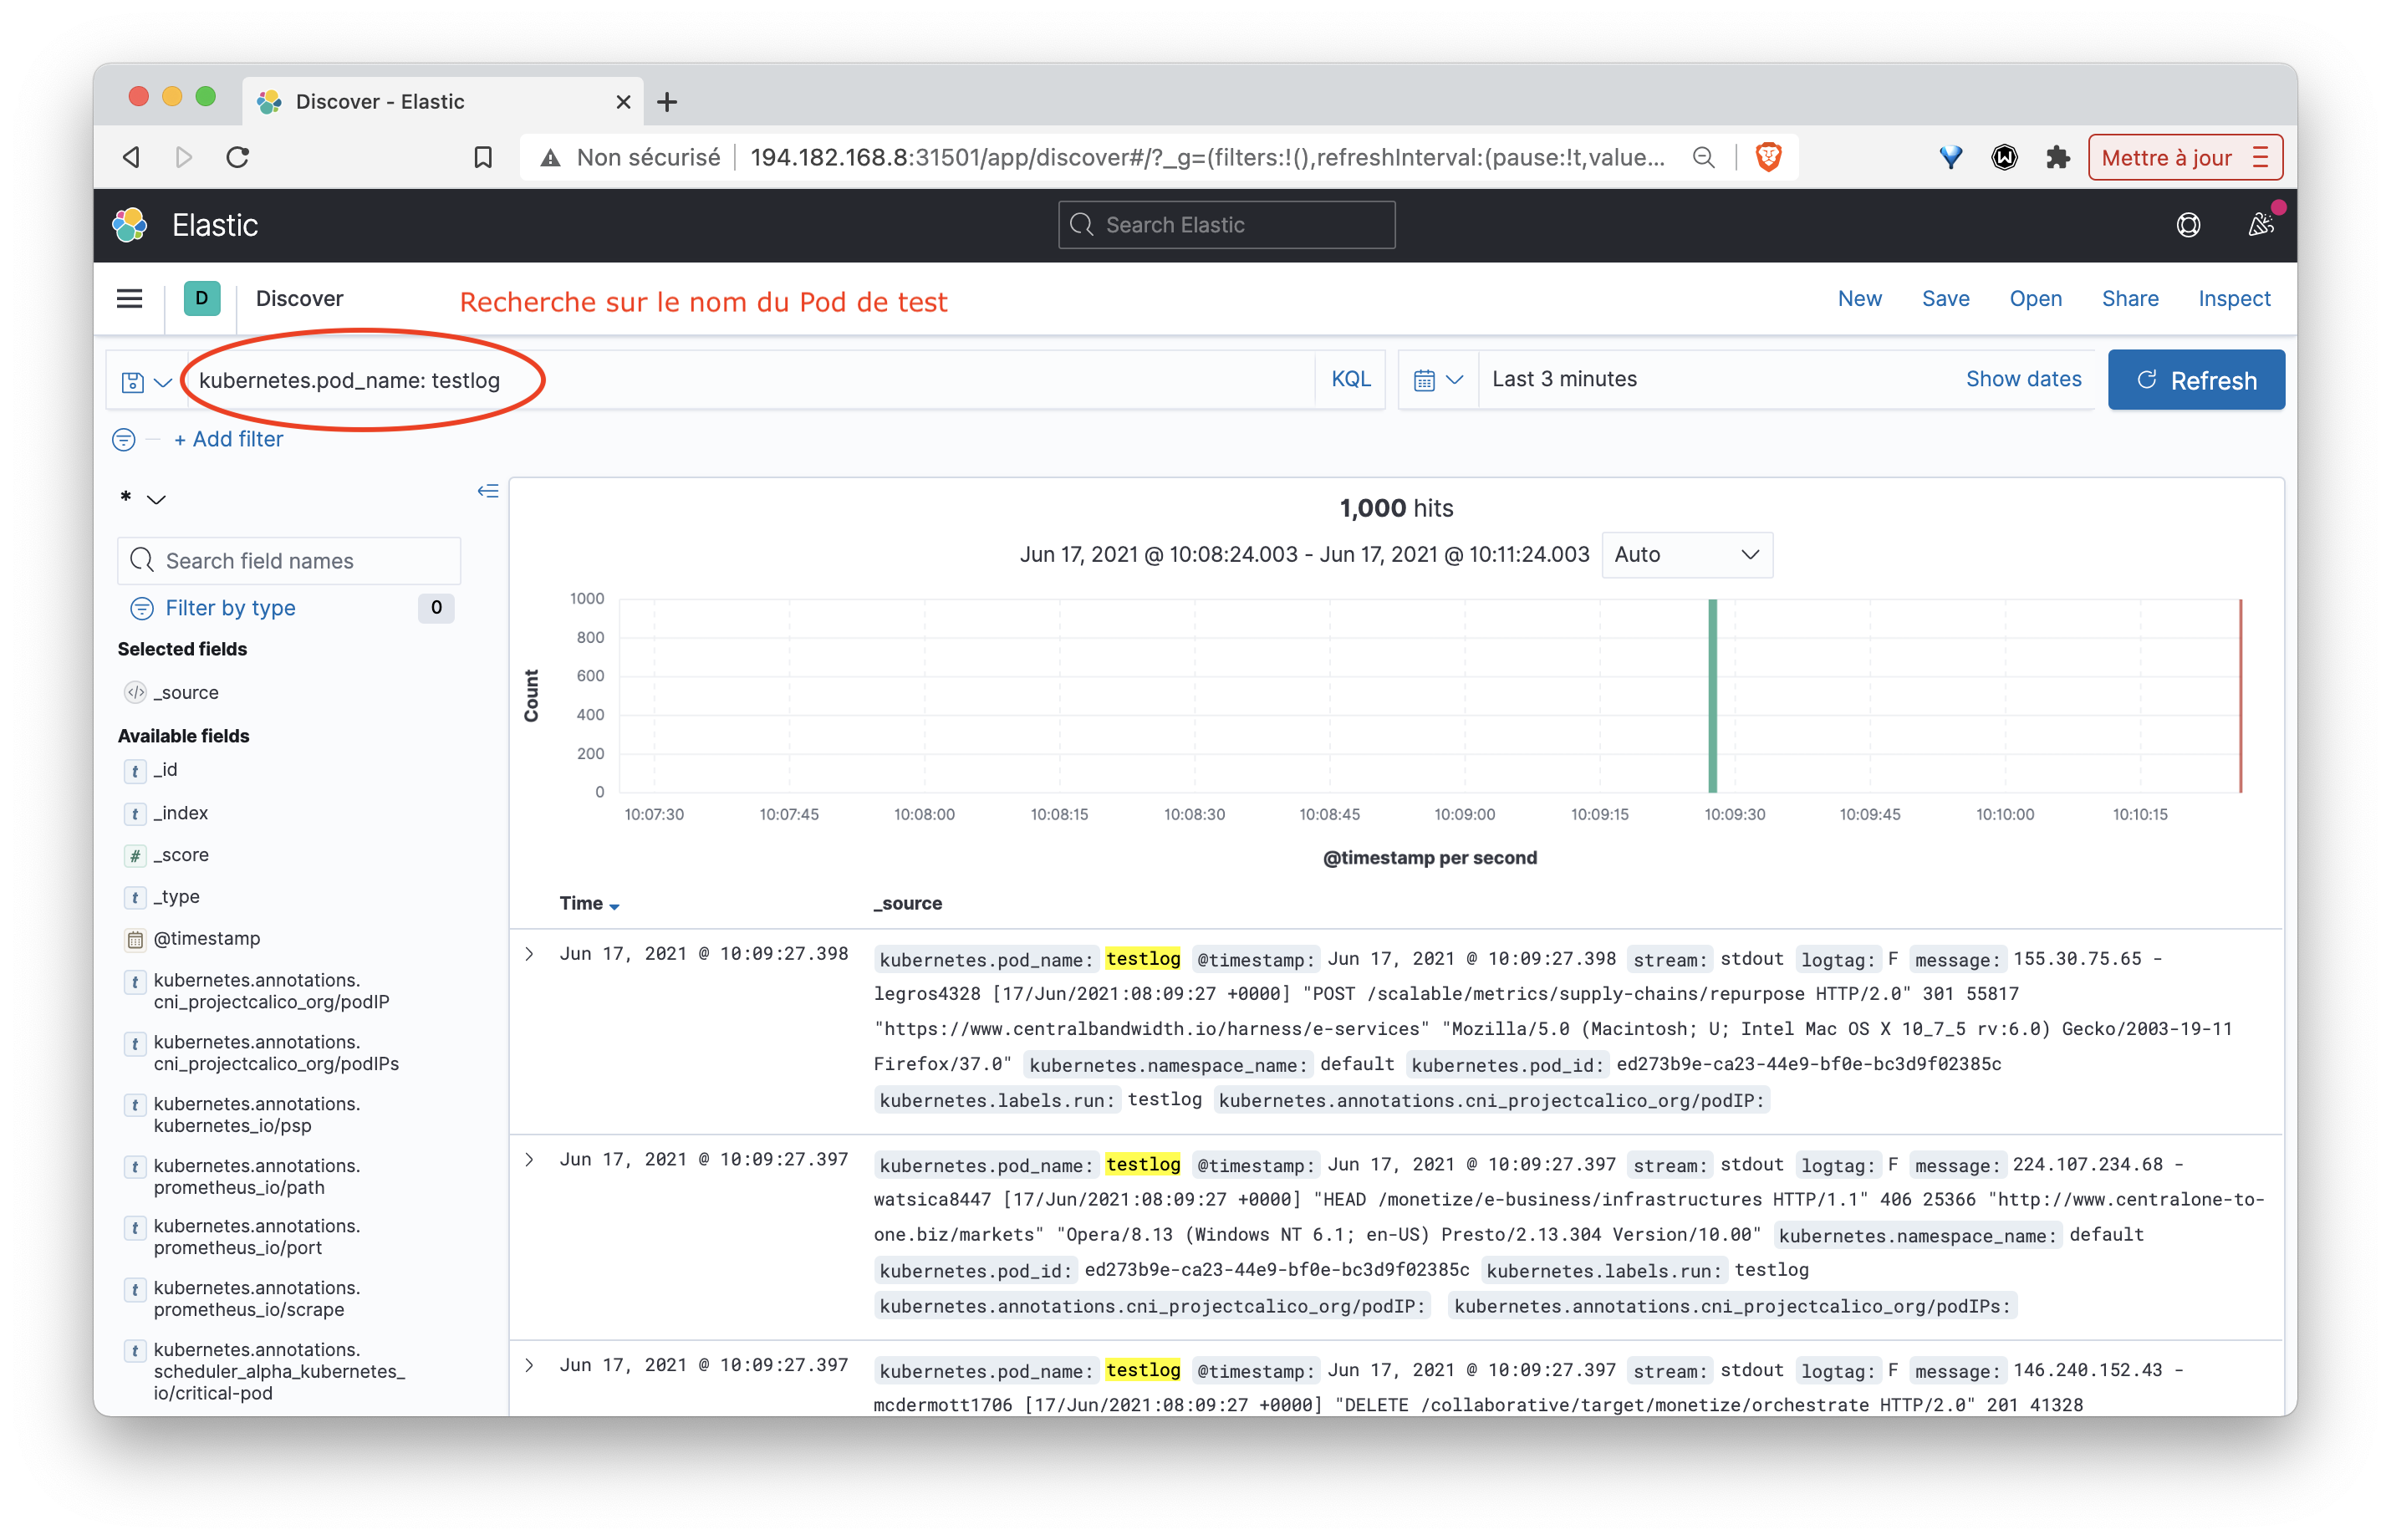 Discover - Elastic
Non sécurisé
194.182.168.8:31501/app/discover#/?_g=(filters:!(),refreshInterval:(pause:!t,value...
Mettre à jour
Elastic
Search Elastic
D
Discover
Recherche sur le nom du Pod de test
New
Save
Open
Share
Inspect
kubernetes.pod_name: testlog
KQL
Last 3 minutes
Show dates
Refresh
+ Add filter
*
Search field names
Filter by type
0
Selected fields
_source
Available fields
t _id
t _index
# _score
t _type
@timestamp
t kubernetes.annotations.
cni_projectcalico_org/podIP
t kubernetes.annotations.
cni_projectcalico_org/podIPs
t kubernetes.annotations.
kubernetes_io/psp
t kubernetes.annotations.
prometheus_io/path
t kubernetes.annotations.
prometheus_io/port
t kubernetes.annotations.
prometheus_io/scrape
t kubernetes.annotations.
scheduler_alpha_kubernetes_
io/critical-pod
1,000 hits
Jun 17, 2021 @ 10:08:24.003 - Jun 17, 2021 @ 10:11:24.003
Auto
Count
1000
800
600
400
200
0
10:07:30 10:07:45 10:08:00 10:08:15 10:08:30 10:08:45 10:09:00 10:09:15 10:09:30 10:09:45 10:10:00 10:10:15
@timestamp per second
Time _source
Jun 17, 2021 @ 10:09:27.398
kubernetes.pod_name: testlog @timestamp: Jun 17, 2021 @ 10:09:27.398 stream: stdout logtag: F message: 155.30.75.65 -
legros4328 [17/Jun/2021:08:09:27 +0000] "POST /scalable/metrics/supply-chains/repurpose HTTP/2.0" 301 55817
"https://www.centralbandwidth.io/harness/e-services" "Mozilla/5.0 (Macintosh; U; Intel Mac OS X 10_7_5 rv:6.0) Gecko/2003-19-11
Firefox/37.0" kubernetes.namespace_name: default kubernetes.pod_id: ed273b9e-ca23-44e9-bf0e-bc3d9f02385c
kubernetes.labels.run: testlog kubernetes.annotations.cni_projectcalico_org/podIP:
Jun 17, 2021 @ 10:09:27.397
kubernetes.pod_name: testlog @timestamp: Jun 17, 2021 @ 10:09:27.397 stream: stdout logtag: F message: 224.107.234.68 -
watsica8447 [17/Jun/2021:08:09:27 +0000] "HEAD /monetize/e-business/infrastructures HTTP/1.1" 406 25366 "http://www.centralone-to-
one.biz/markets" "Opera/8.13 (Windows NT 6.1; en-US) Presto/2.13.304 Version/10.00" kubernetes.namespace_name: default
kubernetes.pod_id: ed273b9e-ca23-44e9-bf0e-bc3d9f02385c kubernetes.labels.run: testlog
kubernetes.annotations.cni_projectcalico_org/podIP: kubernetes.annotations.cni_projectcalico_org/podIPs:
Jun 17, 2021 @ 10:09:27.397
kubernetes.pod_name: testlog @timestamp: Jun 17, 2021 @ 10:09:27.397 stream: stdout logtag: F message: 146.240.152.43 -
mcdermott1706 [17/Jun/2021:08:09:27 +0000] "DELETE /collaborative/target/monetize/orchestrate HTTP/2.0" 201 41328